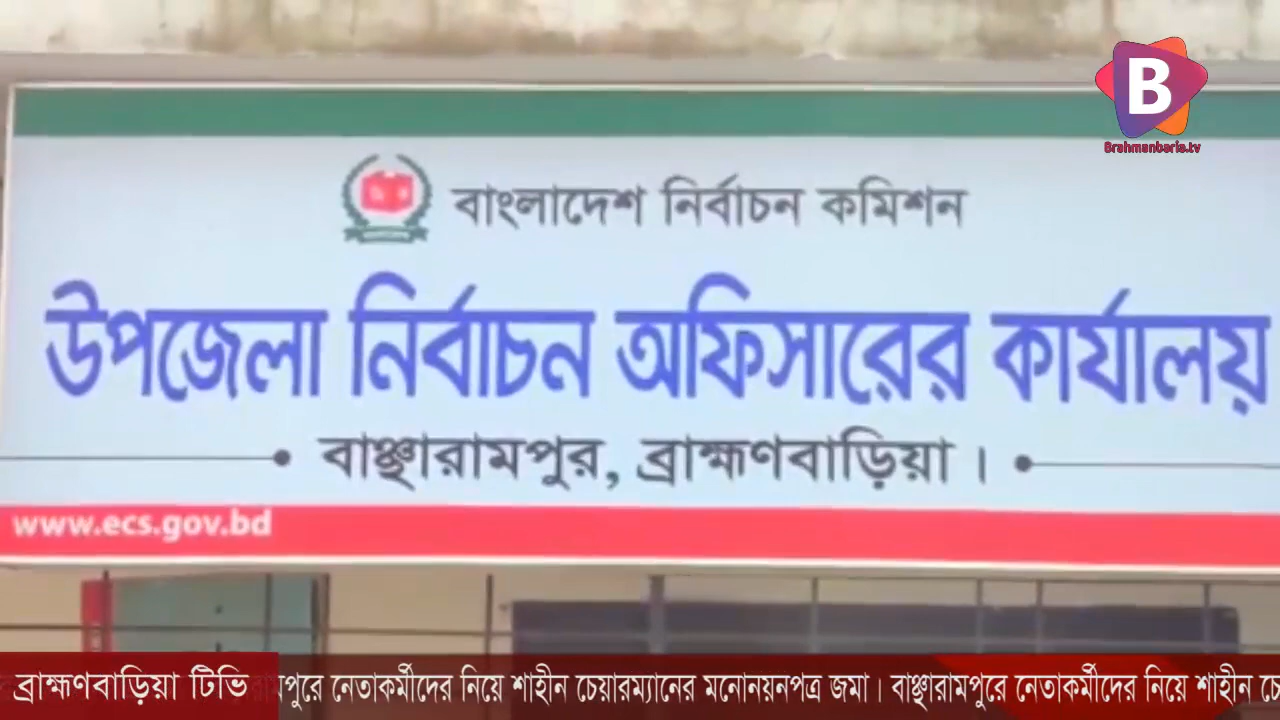 B
Brahmanbaria.tv
বাংলাদেশ নির্বাচন কমিশন
উপজেলা নির্বাচন অফিসারের কার্যালয়
বাঞ্ছারামপুর, ব্রাহ্মণবাড়িয়া।
www.ecs.gov.bd
ব্রাহ্মণবাড়িয়া টিভি
মপুরে নেতাকর্মীদের নিয়ে শাহীন চেয়ারম্যানের মনোনয়নপত্র জমা। বাঞ্ছারামপুরে নেতাকর্মীদের নিয়ে শাহীন চে